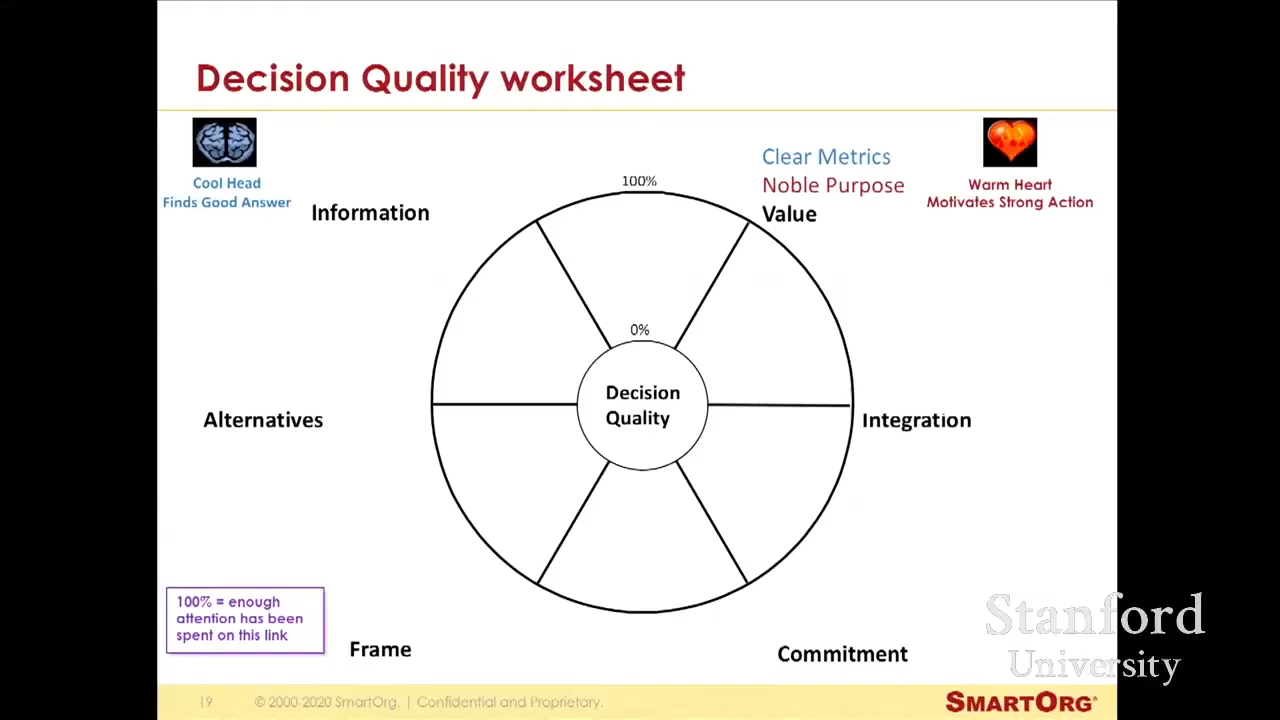 Decision Quality worksheet
Cool Head
Finds Good Answer
Information
100%
Clear Metrics
Noble Purpose
Value
Warm Heart
Motivates Strong Action
0%
Decision
Quality
Alternatives
Integration
100% = enough
attention has been
spent on this link
Frame
Commitment
Stanford
University
19
© 2000-2020 SmartOrg. | Confidential and Proprietary.
SMARTORG®